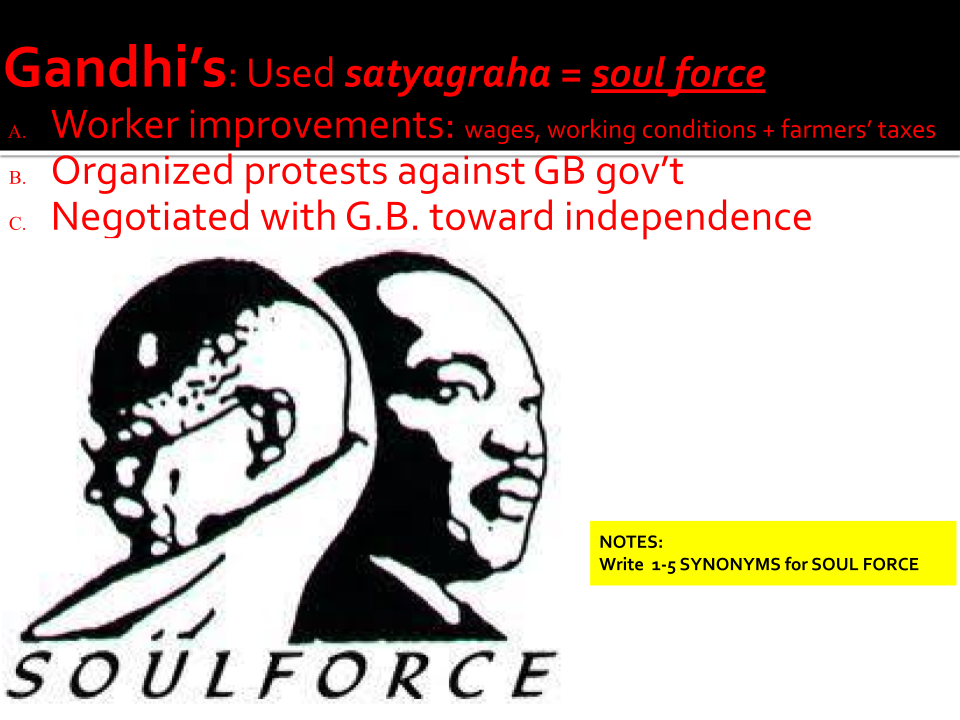 Gandhi’s: Used satyagraha = soul force
A. Worker improvements: wages, working conditions + farmers’ taxes
B. Organized protests against GB gov’t
C. Negotiated with G.B. toward independence
NOTES:
Write 1-5 SYNONYMS for SOUL FORCE
SOULFORCE